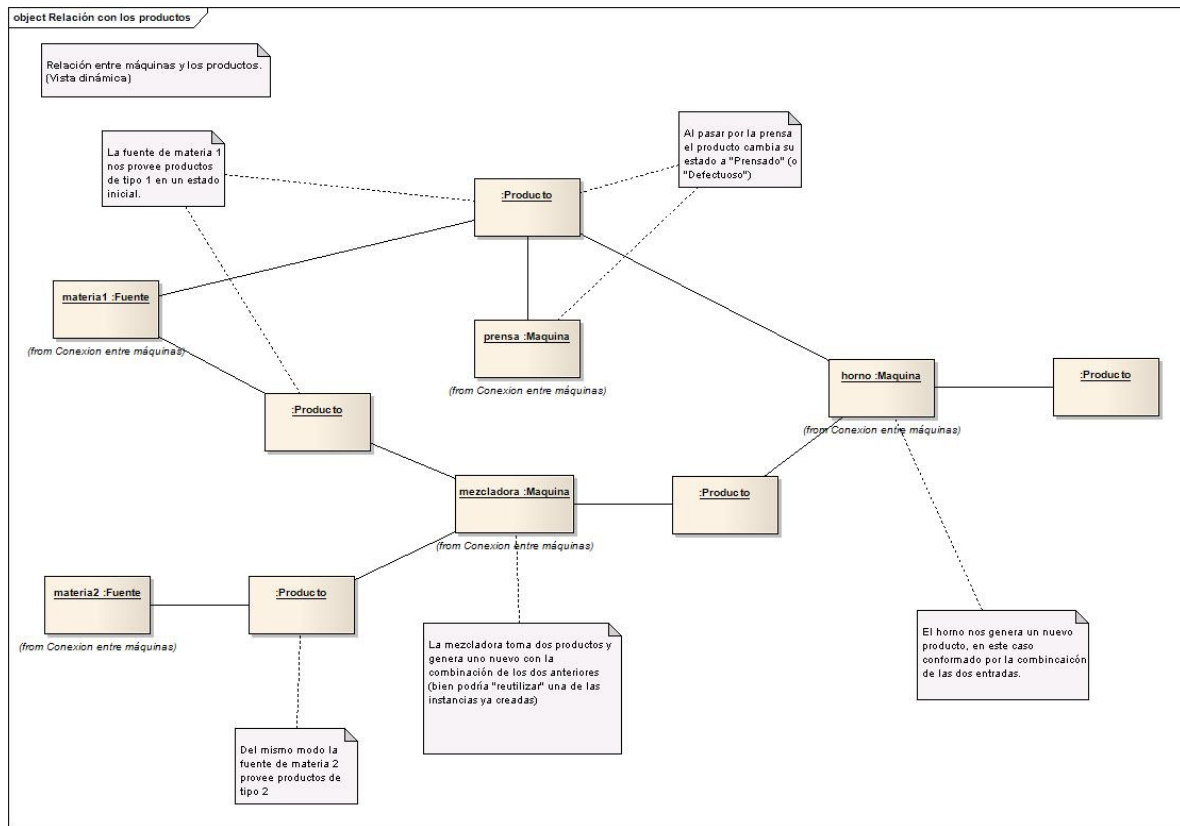 object Relación con los productos
Relación entre máquinas y los productos.
(Vista dinámica)
La fuente de materia 1
nos provee productos
de tipo 1 en un estado
inicial.
Al pasar por la prensa
el producto cambia su
estado a "Prensado" (o
"Defectuoso")
:Producto
materia1 :Fuente
(from Conexion entre máquinas)
prensa :Maquina
(from Conexion entre máquinas)
horno :Maquina
(from Conexion entre máquinas)
:Producto
:Producto
mezcladora :Maquina
(from Conexion entre máquinas)
:Producto
materia2 :Fuente
(from Conexion entre máquinas)
:Producto
La mezcladora toma dos productos y
genera uno nuevo con la
combinación de los dos anteriores
(bien podría "reutilizar" una de las
instancias ya creadas)
El horno nos genera un nuevo
producto, en este caso
conformado por la combincaicón
de las dos entradas.
Del mismo modo la
fuente de materia 2
provee productos de
tipo 2